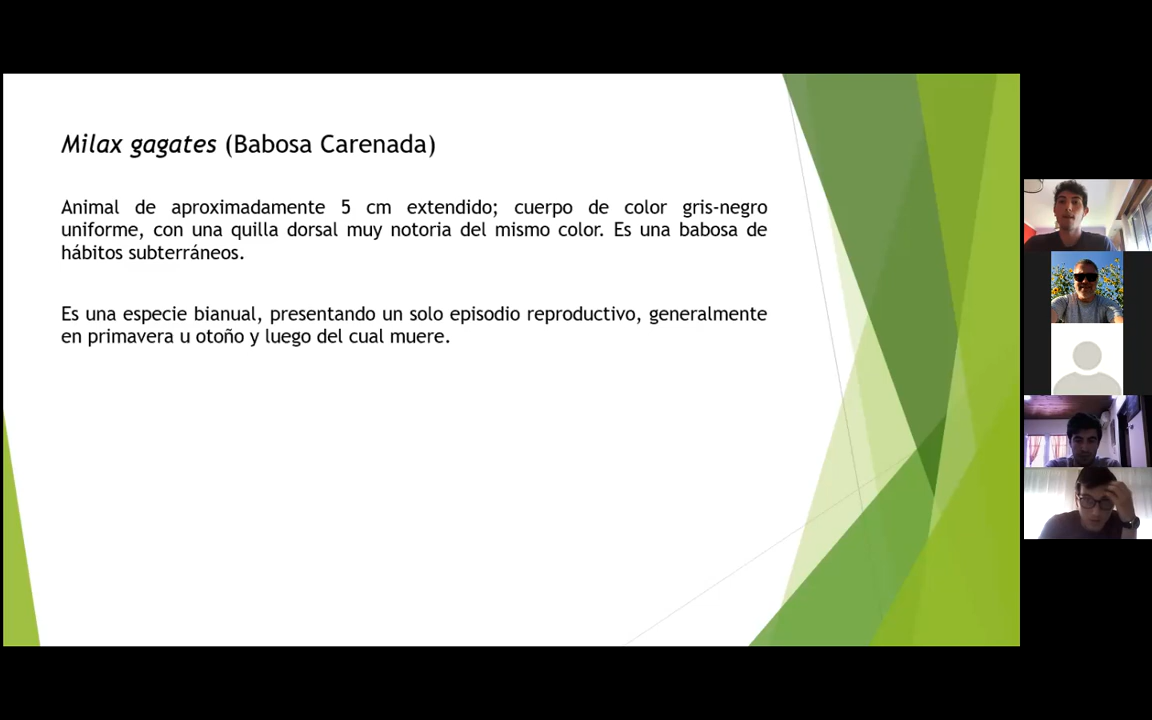 Milax gagates (Babosa Carenada)
Animal de aproximadamente 5 cm extendido; cuerpo de color gris-negro
uniforme, con una quilla dorsal muy notoria del mismo color. Es una babosa de
hábitos subterráneos.
Es una especie bianual, presentando un solo episodio reproductivo, generalmente
en primavera u otoño y luego del cual muere.